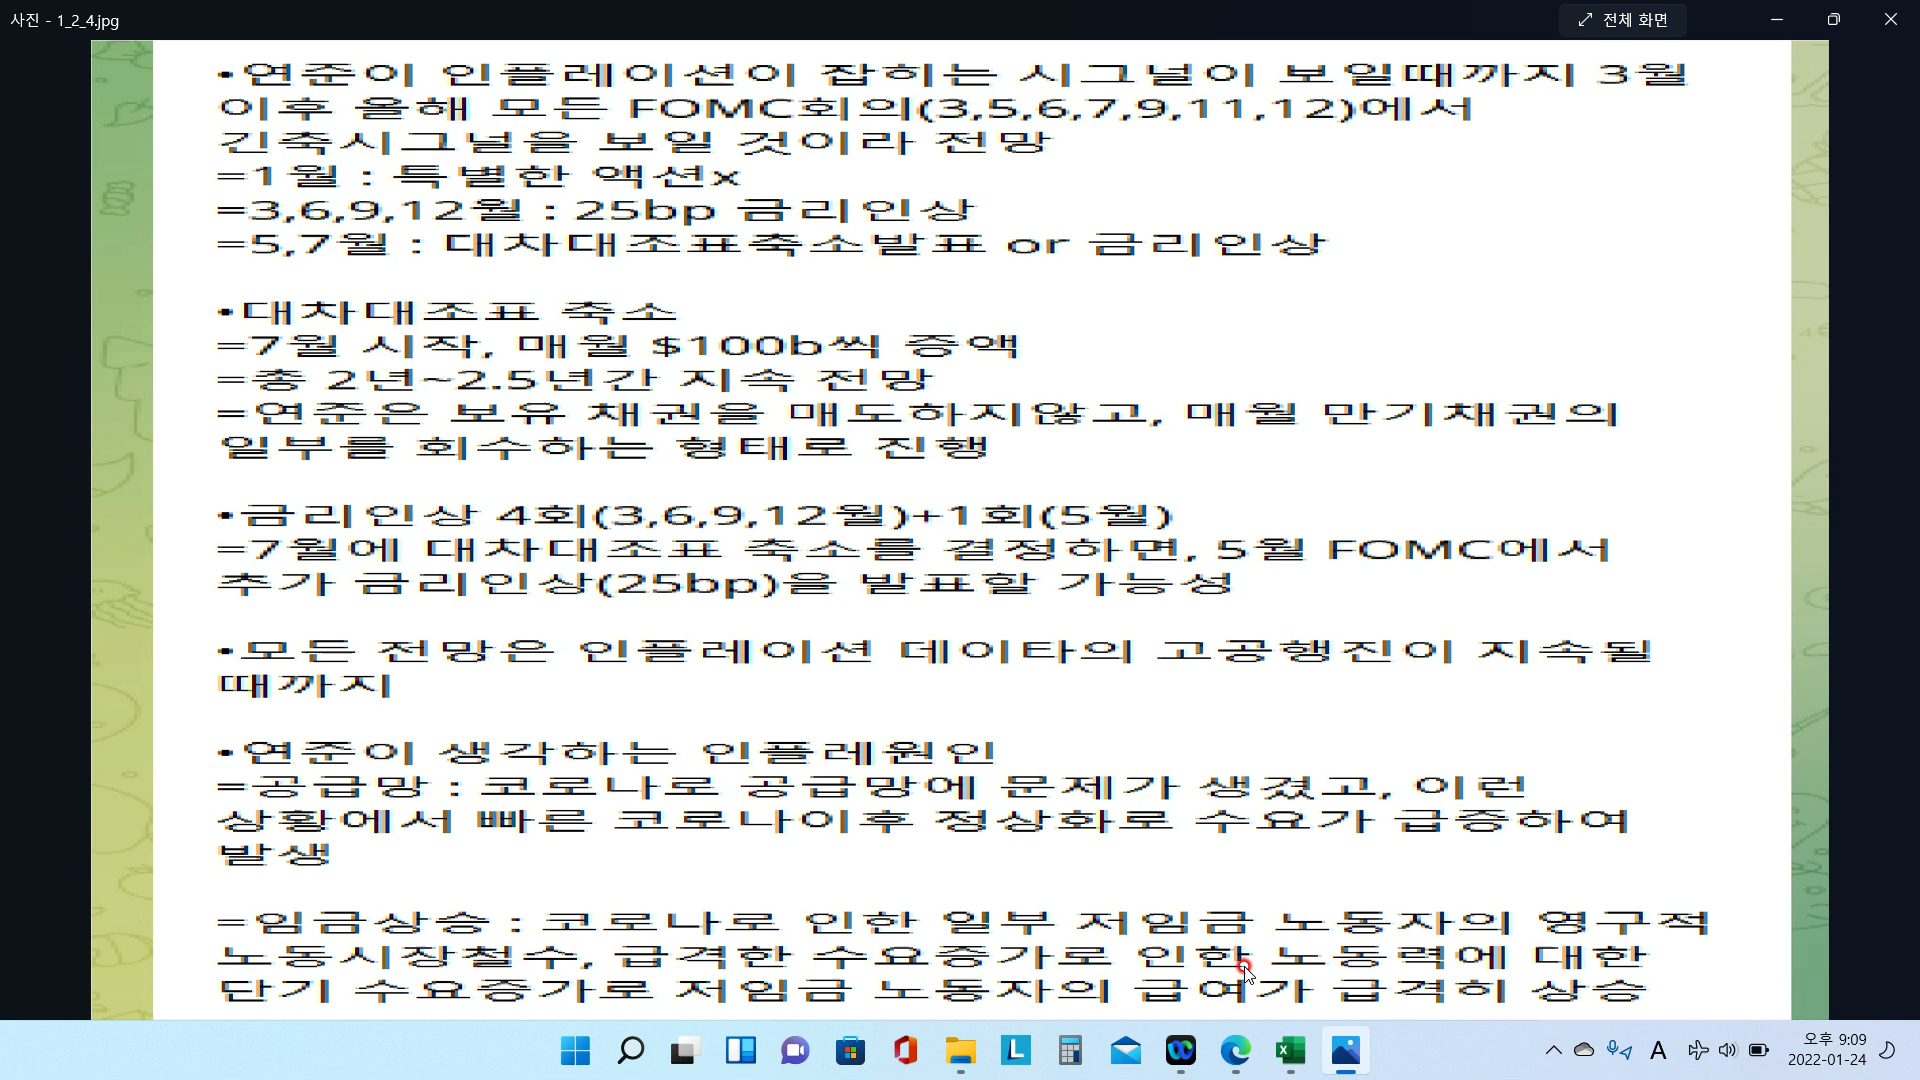 사진 - 1_2_4.jpg
전체 화면
•연준이 인플레이션이 잡히는 시그널이 보일때까지 3월
이후 올해 모든 FOMC회의(3,5,6,7,9,11,12)에서
긴축시그널을 보일 것이라 전망
=1월 : 특별한 액션x
=3,6,9,12월 : 25bp 금리인상
=5,7월 : 대차대조표축소발표 or 금리인상
•대차대조표 축소
=7월 시작, 매월 $100b씩 증액
=총 2년~2.5년간 지속 전망
=연준은 보유 채권을 매도하지않고, 매월 만기채권의
일부를 회수하는 형태로 진행
•금리인상 4회(3,6,9,12월)+1회(5월)
=7월에 대차대조표 축소를 결정하면, 5월 FOMC에서
추가 금리인상(25bp)을 발표할 가능성
•모든 전망은 인플레이션 데이타의 고공행진이 지속될
때까지
•연준이 생각하는 인플레원인
=공급망 : 코로나로 공급망에 문제가 생겼고, 이런
상황에서 빠른 코로나이후 정상화로 수요가 급증하여
발생
=임금상승 : 코로나로 인한 일부 저임금 노동자의 영구적
노동시장철수, 급격한 수요증가로 인한 노동력에 대한
단기 수요증가로 저임금 노동자의 급여가 급격히 상승
A
오후 9:09
2022-01-24